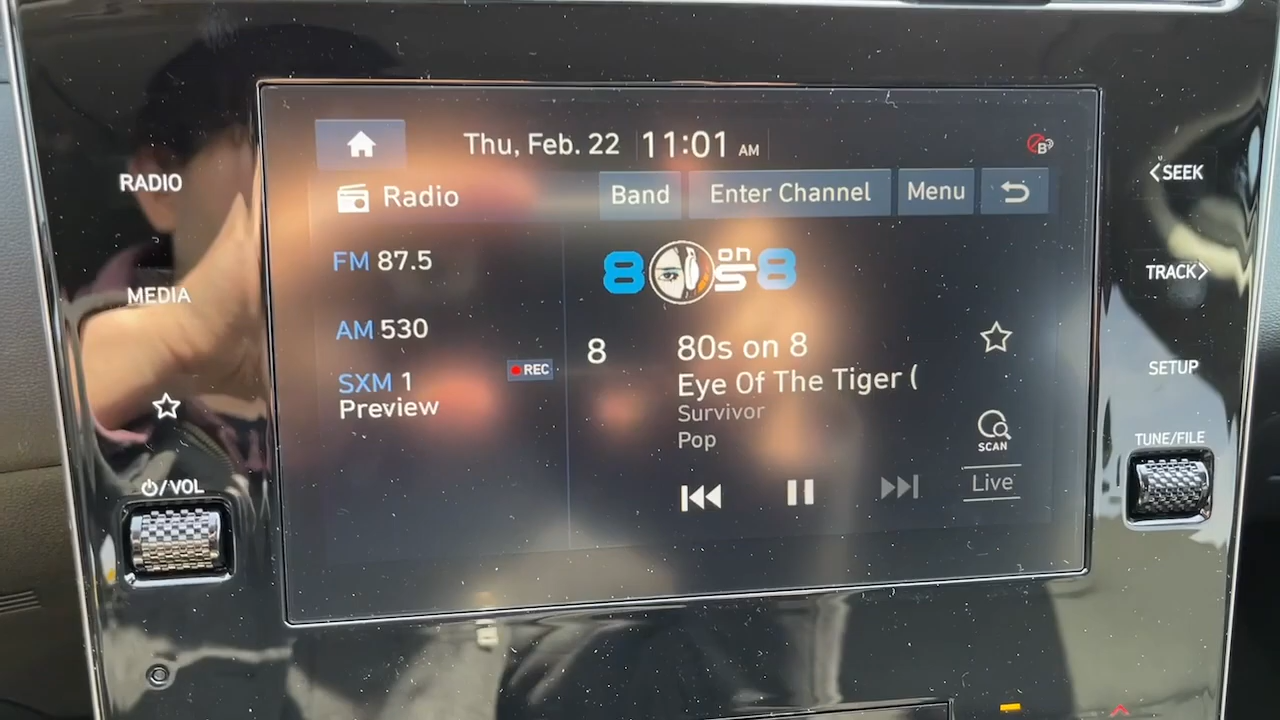 Thu, Feb. 22 11:01 AM
B
RADIO
Radio
Band
Enter Channel
Menu
SEEK
FM 87.5
8 on 8
s
TRACK
MEDIA
AM 530
8
80s on 8
SXM 1
REC
Eye Of The Tiger (
SETUP
Preview
Survivor
Pop
SCAN
TUNE/FILE
/VOL
Live